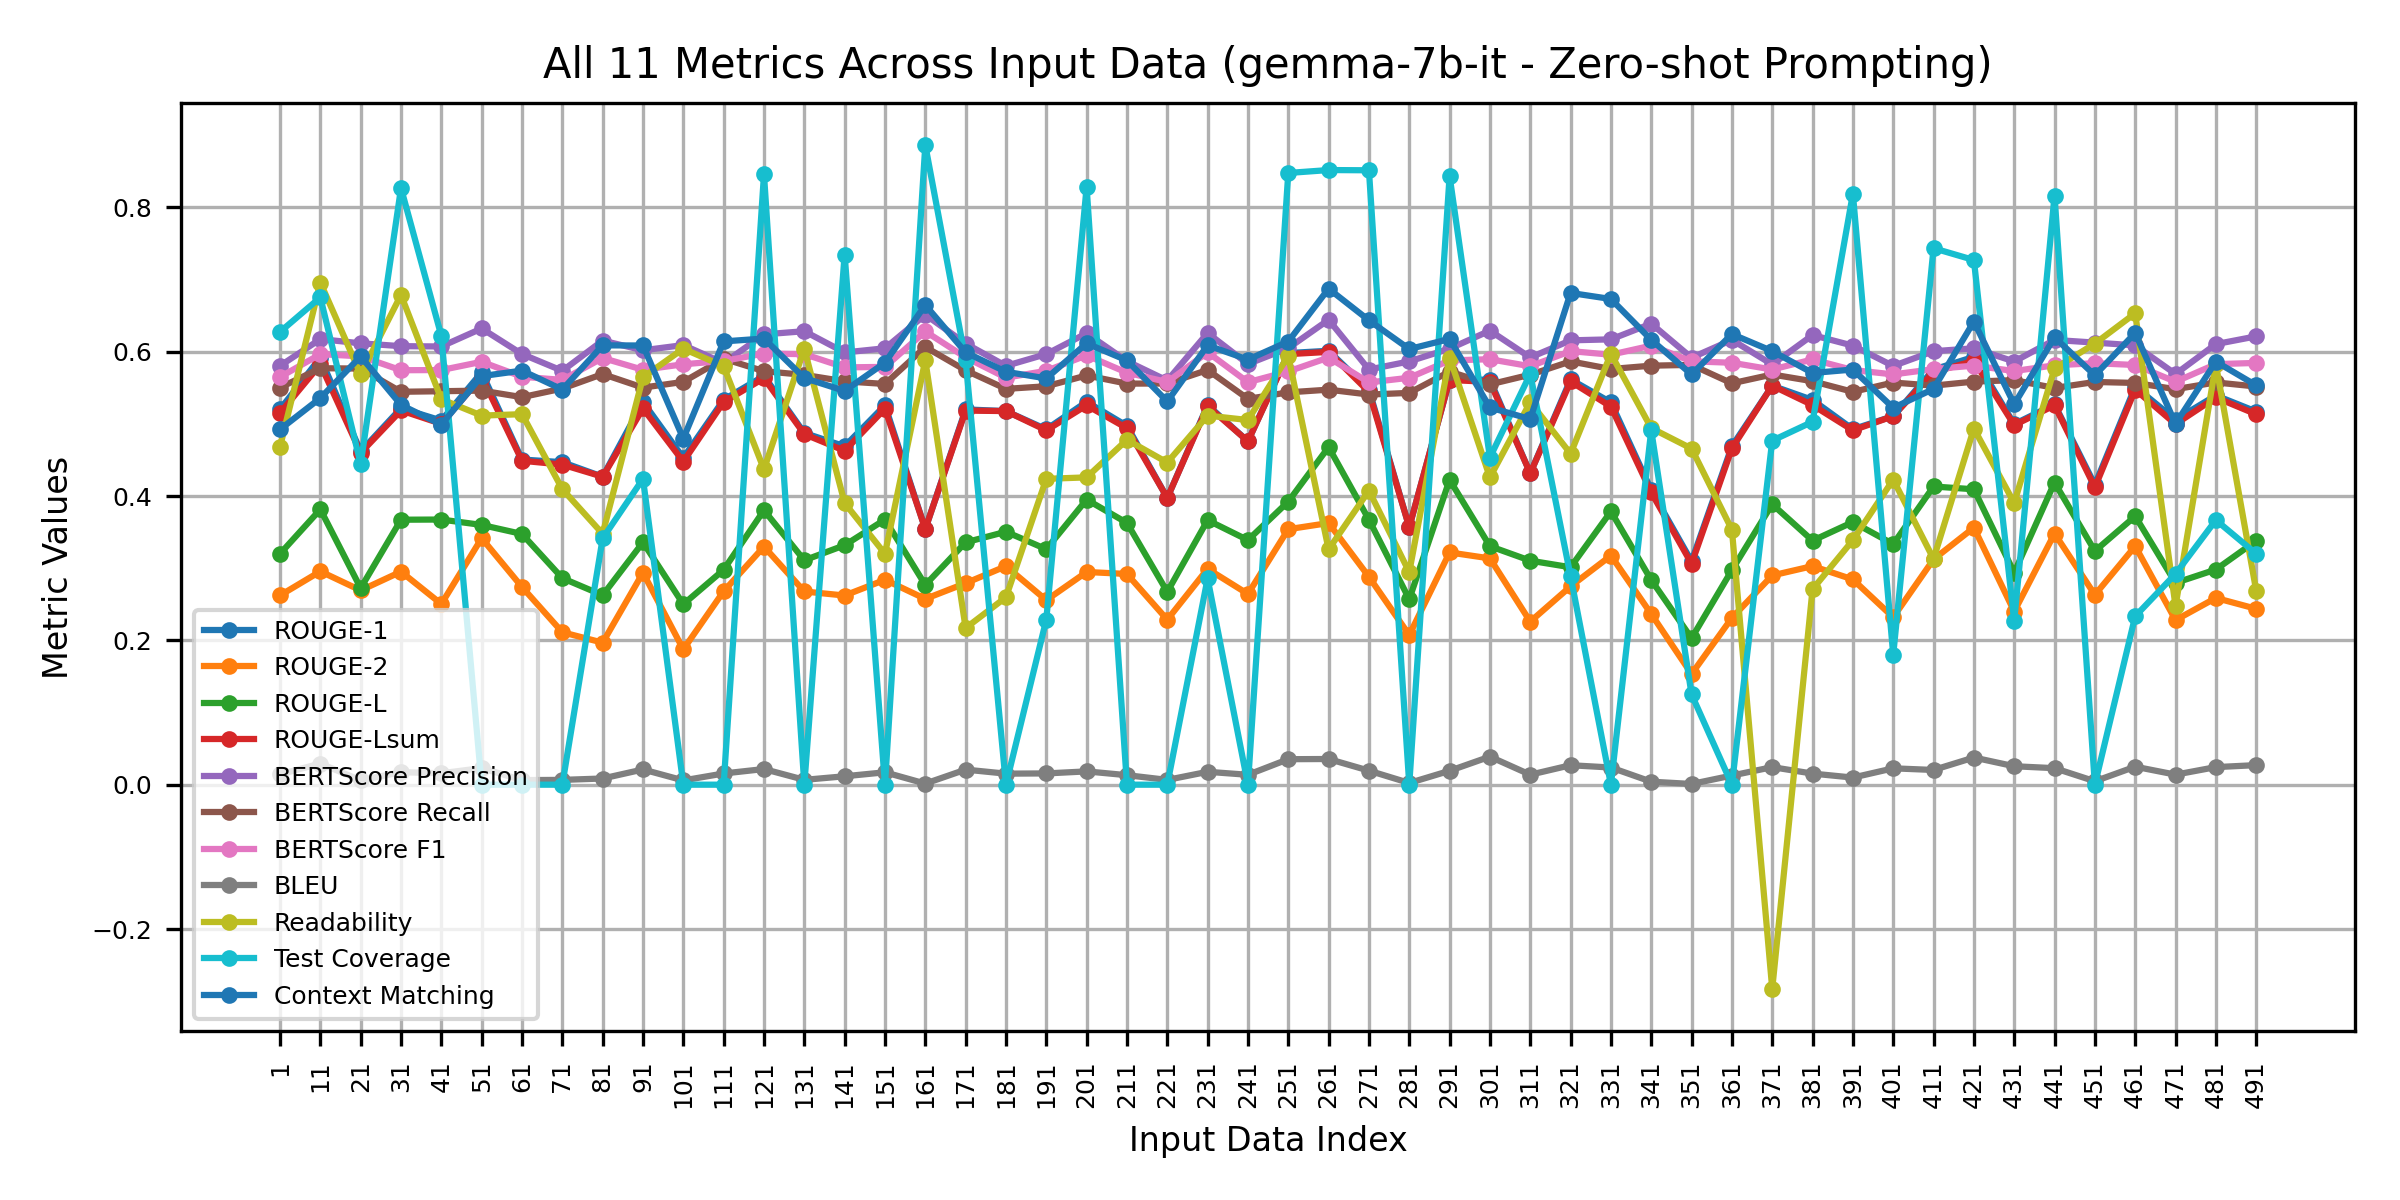 All 11 Metrics Across Input Data (gemma-7b-it - Zero-shot Prompting)
Metric Values
0.8
0.6
0.4
0.2
0.0
−0.2
ROUGE-1
ROUGE-2
ROUGE-L
ROUGE-Lsum
BERTScore Precision
BERTScore Recall
BERTScore F1
BLEU
Readability
Test Coverage
Context Matching
1 11 21 31 41 51 61 71 81 91 101 111 121 131 141 151 161 171 181 191 201 211 221 231 241 251 261 271 281 291 301 311 321 331 341 351 361 371 381 391 401 411 421 431 441 451 461 471 481 491
Input Data Index